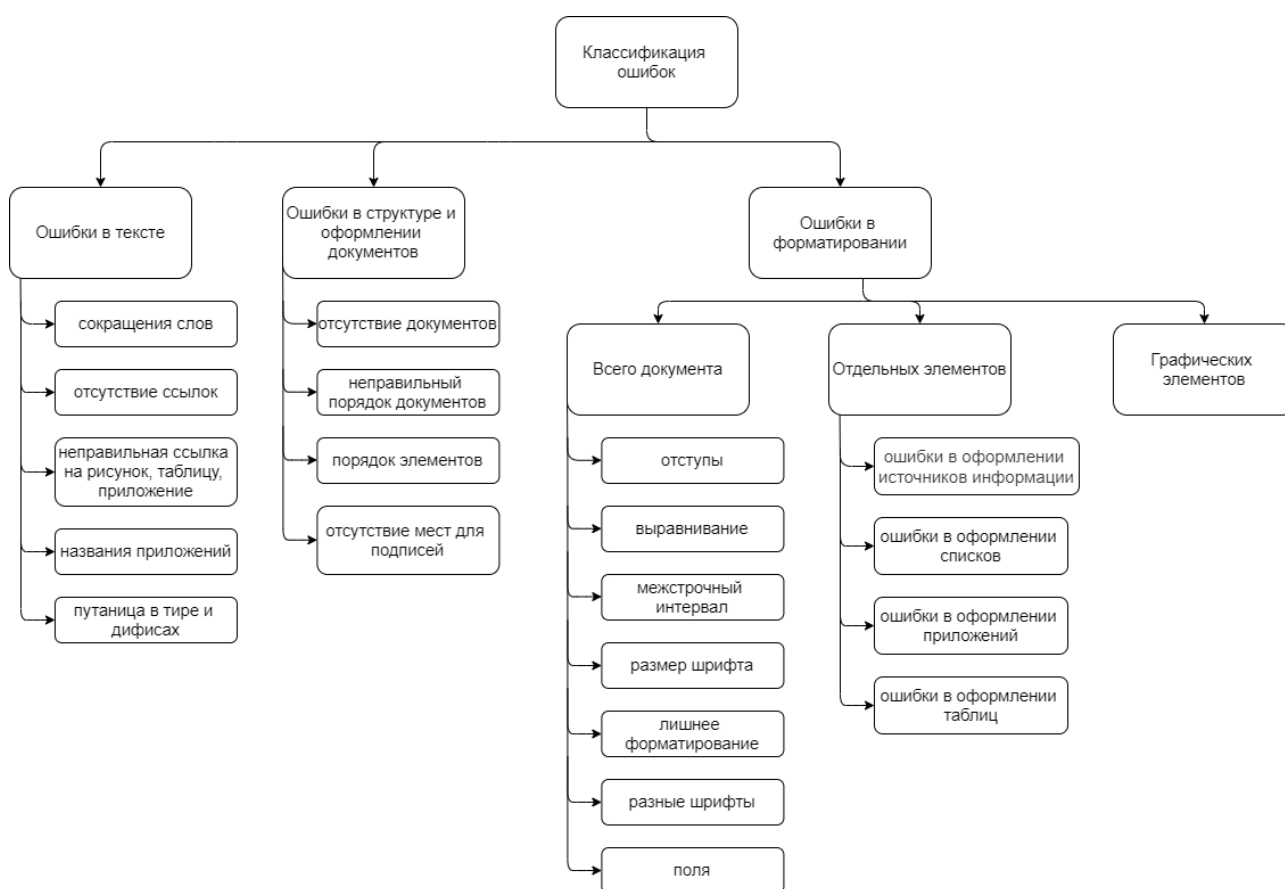 Классификация
ошибок
Ошибки в тексте
сокращения слов
отсутствие ссылок
неправильная ссылка
на рисунок, таблицу,
приложение
названия приложений
путаница в тире и
дифисах
Ошибки в структуре и
оформлении
документов
отсутствие документов
неправильный
порядок документов
порядок элементов
отсутствие мест для
подписей
Ошибки в
форматировании
Всего документа
отступы
выравнивание
межстрочный
интервал
размер шрифта
лишнее
форматирование
разные шрифты
поля
Отдельных элементов
ошибки в оформлении
источников информации
ошибки в оформлении
списков
ошибки в оформлении
приложений
ошибки в оформлении
таблиц
Графических
элементов